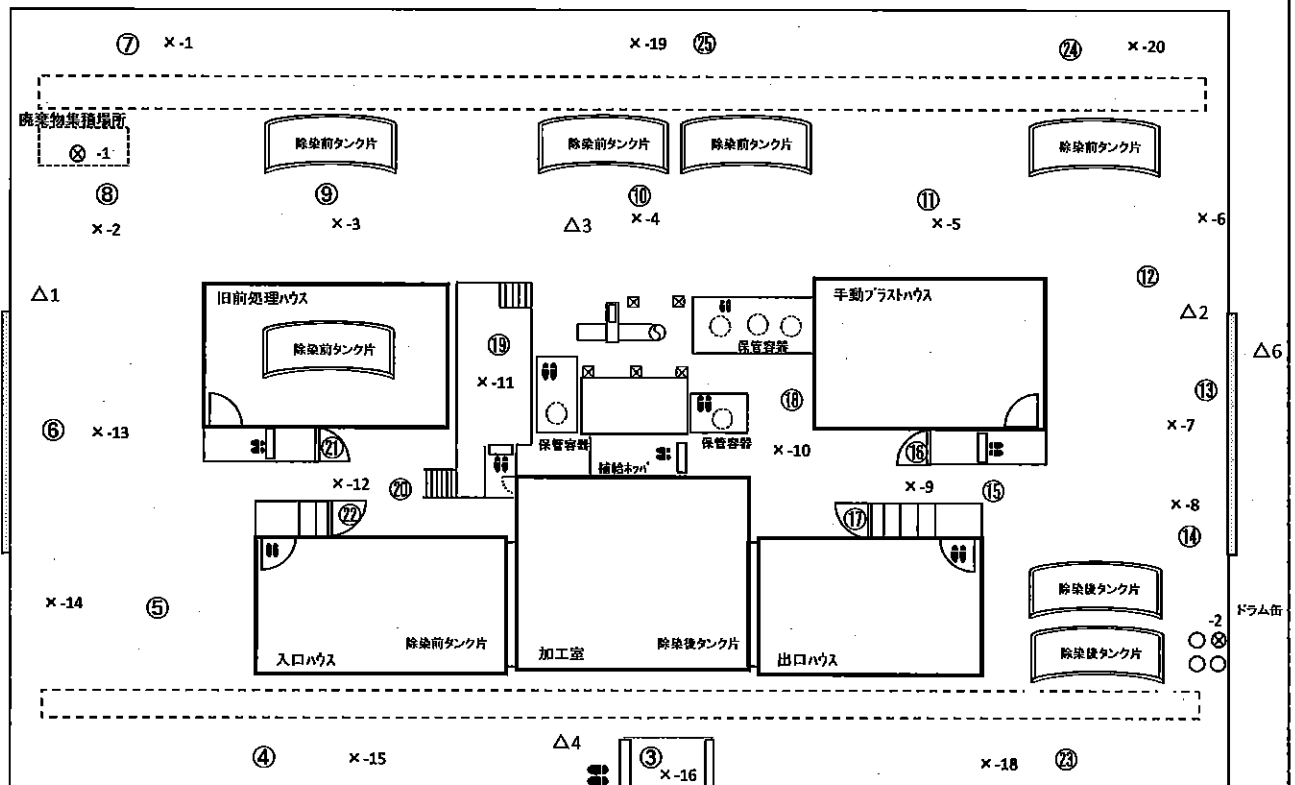 ⑦ ×-1 ×-19 ㉕ ㉔ ×-20
廃棄物集積場所
⊗ -1
除染前タンク片 除染前タンク片 除染前タンク片 除染前タンク片
⑧ ⑨ ⑩ ⑪
×-2 ×-3 △3 ×-4 ×-5 ×-6
⑫
△1 旧前処理ハウス 手動ブラストハウス
△2
除染前タンク片 ⑲ 保管容器 △6
×-11 ⑱ ⑬
⑥ ×-13 ×-7
㉑ 保管容器 保管容器 ×-10 ⑯
補給ホッパ
×-12 ⑳ ×-9 ⑮
㉒ ⑰ ×-8
⑭
除染後タンク片
×-14 ⑤ ドラム缶
-2
除染前タンク片 除染後タンク片 除染後タンク片
入口ハウス 加工室 出口ハウス
④ ×-15 △4 ③ ×-18 ㉓
×-16